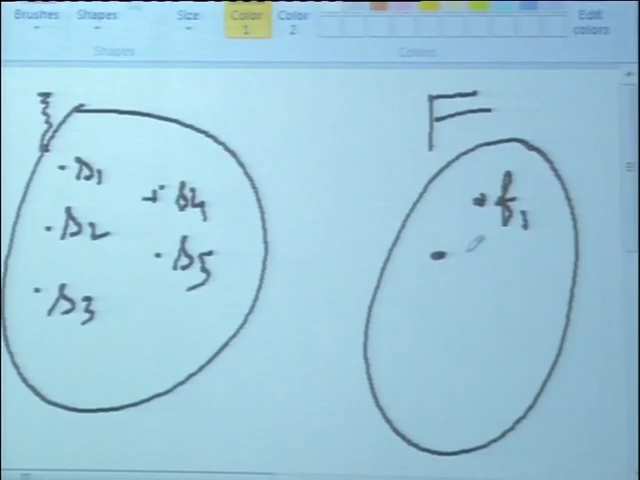 Brushes Shapes Size Color 1 Color 2 Edit colors
Shapes Colors
F
s1 s4
s2 s5
s3
f1